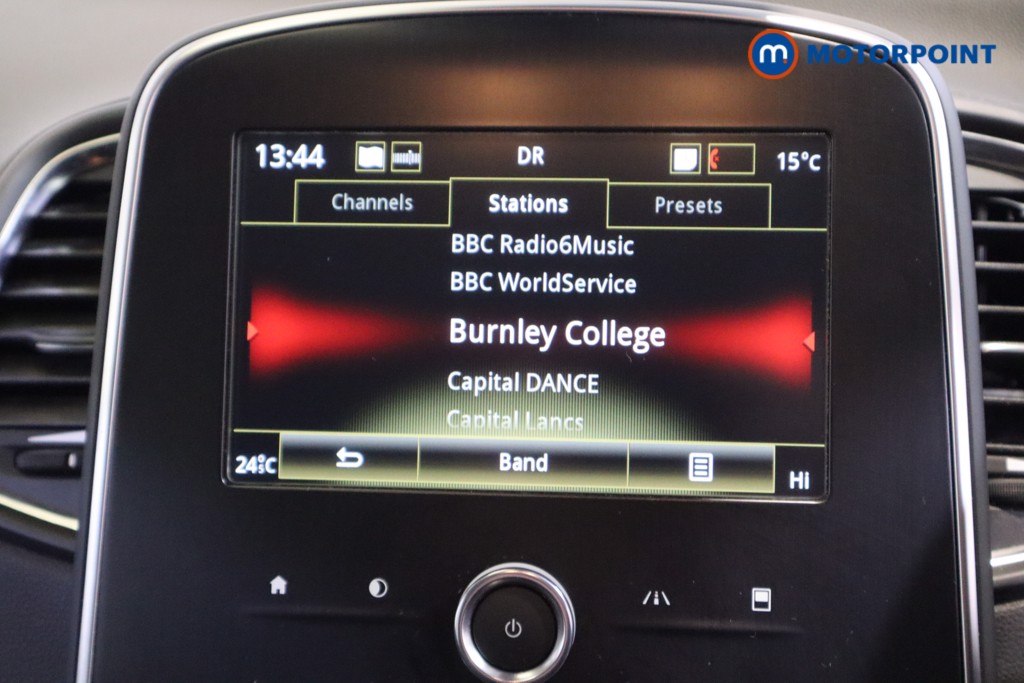 m MOTORPOINT
13:44 DR 15°C
Channels Stations Presets
BBC Radio6Music
BBC WorldService
Burnley College
Capital DANCE
Capital Lancs
24°C Band Hi